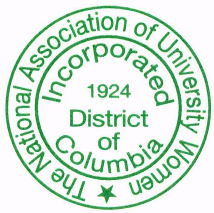 The National Association of University Women
Incorporated
1924
District
of
Columbia